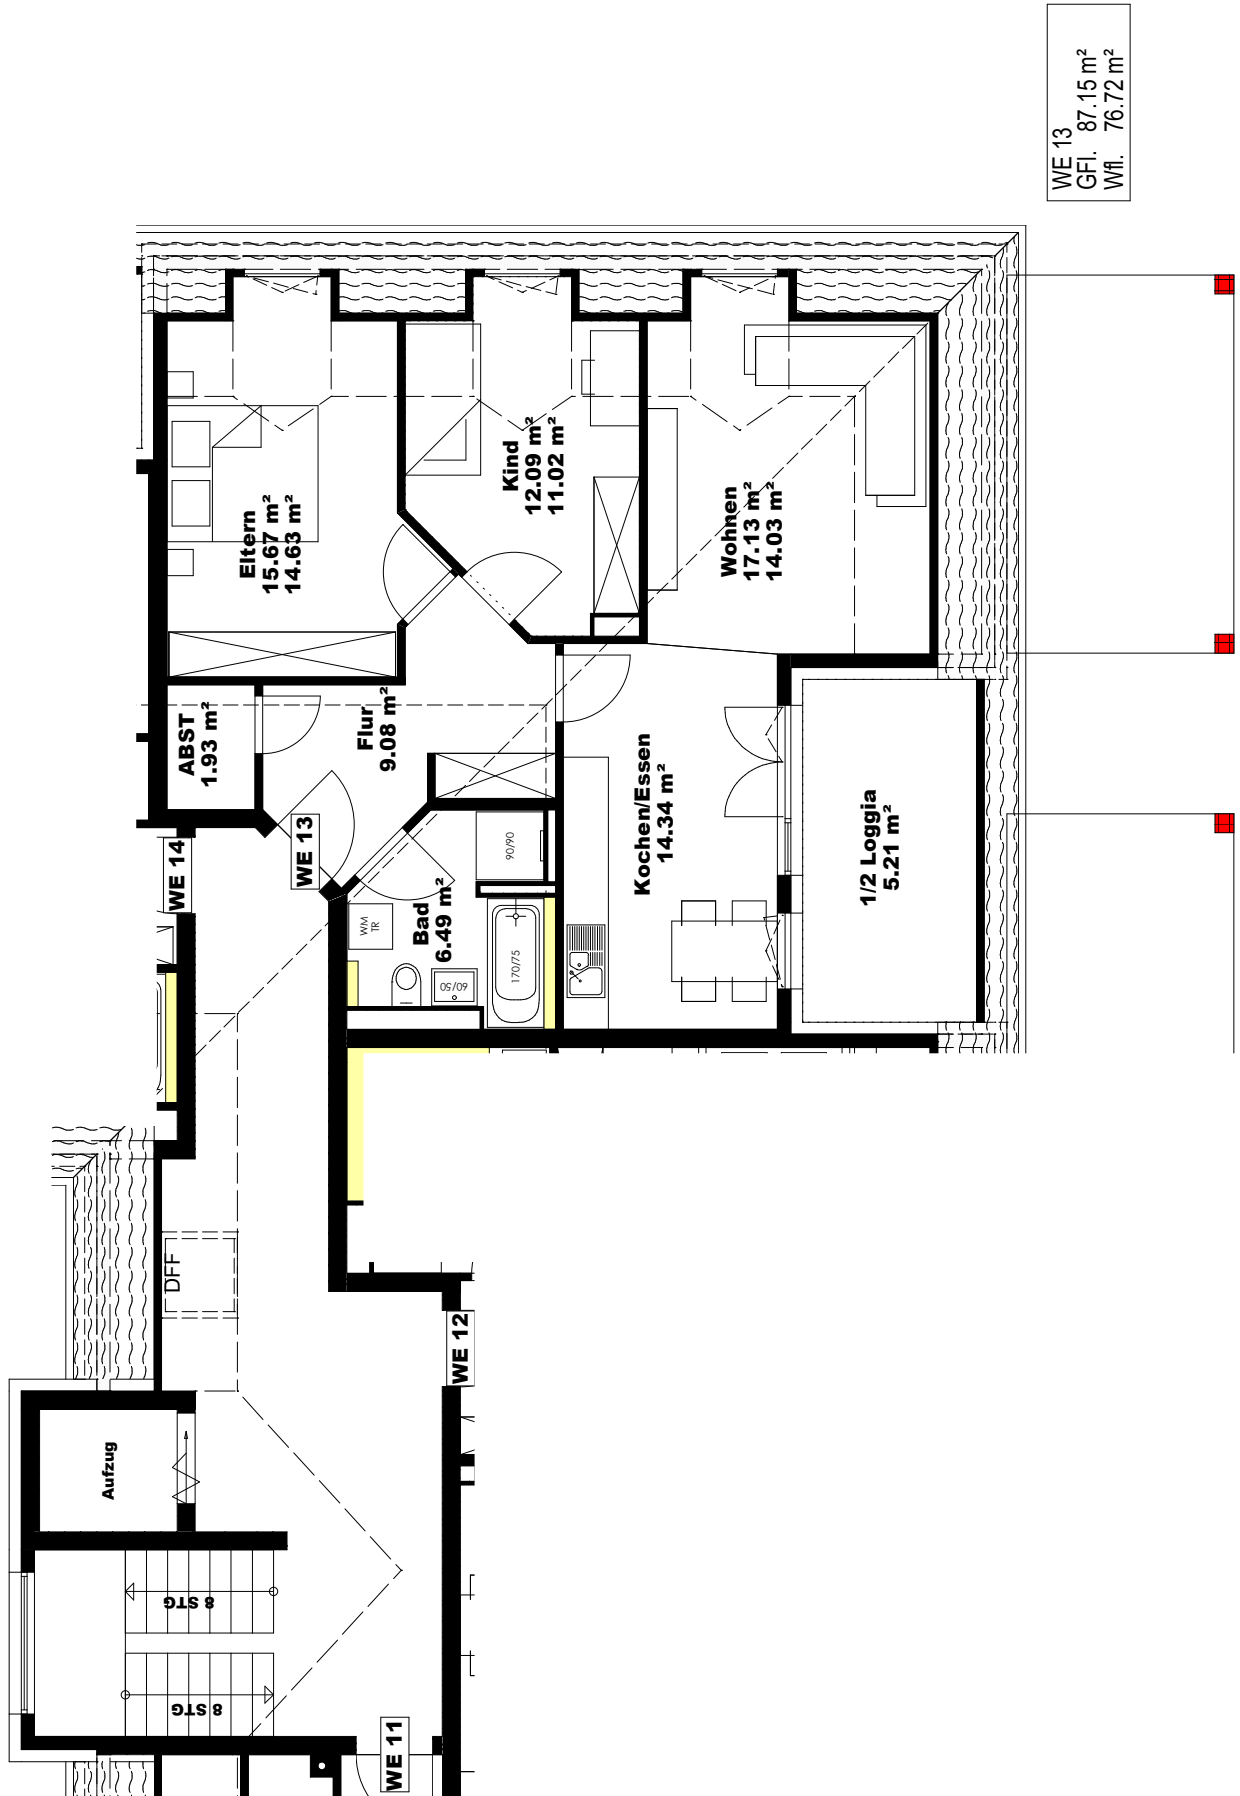 WE 13
GFl. 87.15 m²
Wfl. 76.72 m²
Eltern
15.67 m²
14.63 m²
Kind
12.09 m²
11.02 m²
Wohnen
17.13 m²
14.03 m²
ABST
1.93 m²
Flur
9.08 m²
Kochen/Essen
14.34 m²
1/2 Loggia
5.21 m²
Bad
6.49 m²
90/90
WM
TR
60/50
170/75
WE 14
WE 13
DFF
WE 12
Aufzug
8 STG
8 STG
WE 11